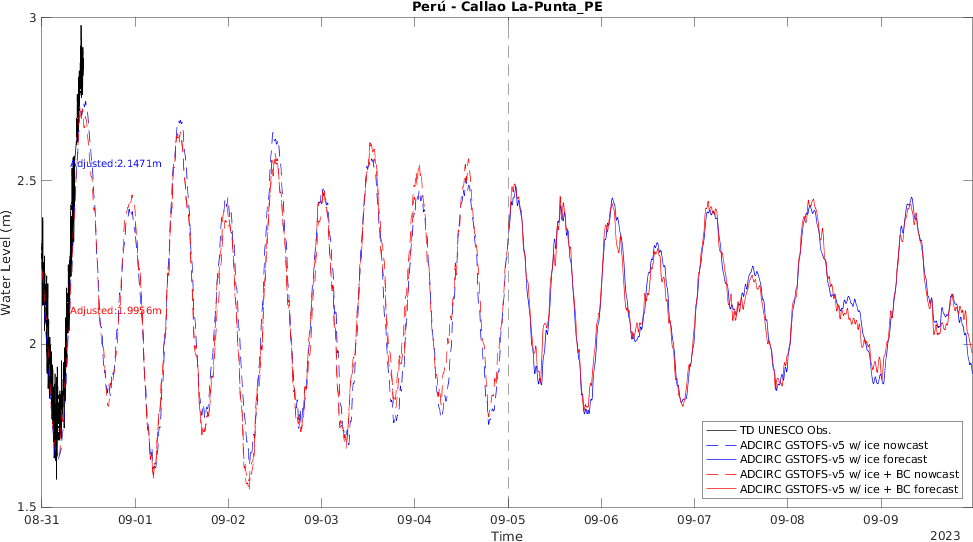 Perú - Callao La-Punta_PE
3
2.5
2
1.5
Water Level (m)
Adjusted:2.1471m
Adjusted:1.9956m
TD UNESCO Obs.
ADCIRC GSTOFS-v5 w/ ice nowcast
ADCIRC GSTOFS-v5 w/ ice forecast
ADCIRC GSTOFS-v5 w/ ice + BC nowcast
ADCIRC GSTOFS-v5 w/ ice + BC forecast
08-31 09-01 09-02 09-03 09-04 09-05 09-06 09-07 09-08 09-09
Time
2023